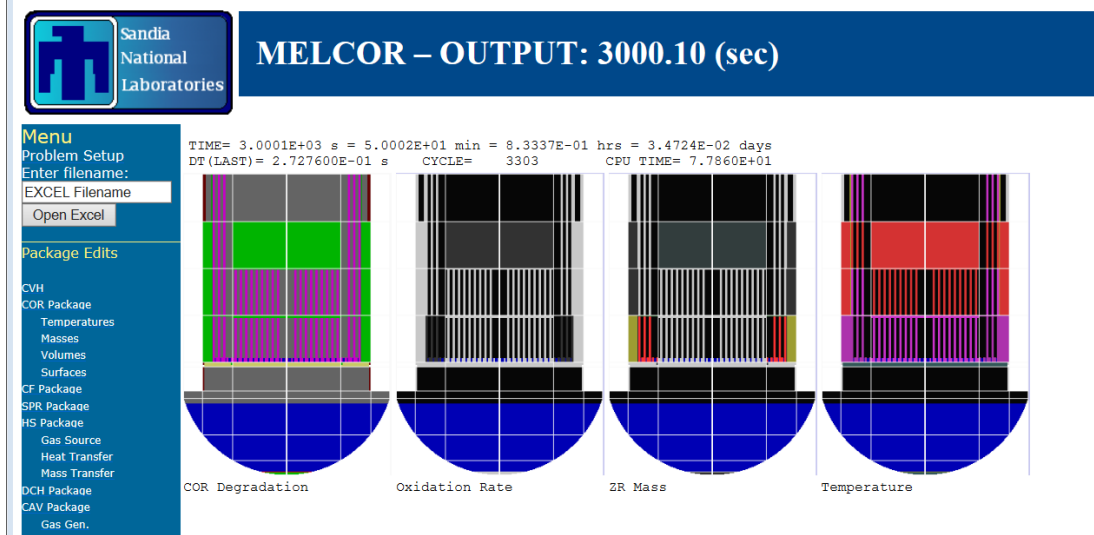 Sandia
National
Laboratories
MELCOR – OUTPUT: 3000.10 (sec)
Menu
Problem Setup
Enter filename:
EXCEL Filename
Open Excel
Package Edits
CVH
COR Package
Temperatures
Masses
Volumes
Surfaces
CF Package
SPR Package
HS Package
Gas Source
Heat Transfer
Mass Transfer
DCH Package
CAV Package
Gas Gen.
TIME= 3.0001E+03 s = 5.0002E+01 min = 8.3337E-01 hrs = 3.4724E-02 days
DT(LAST)= 2.727600E-01 s CYCLE= 3303 CPU TIME= 7.7860E+01
COR Degradation
Oxidation Rate
ZR Mass
Temperature